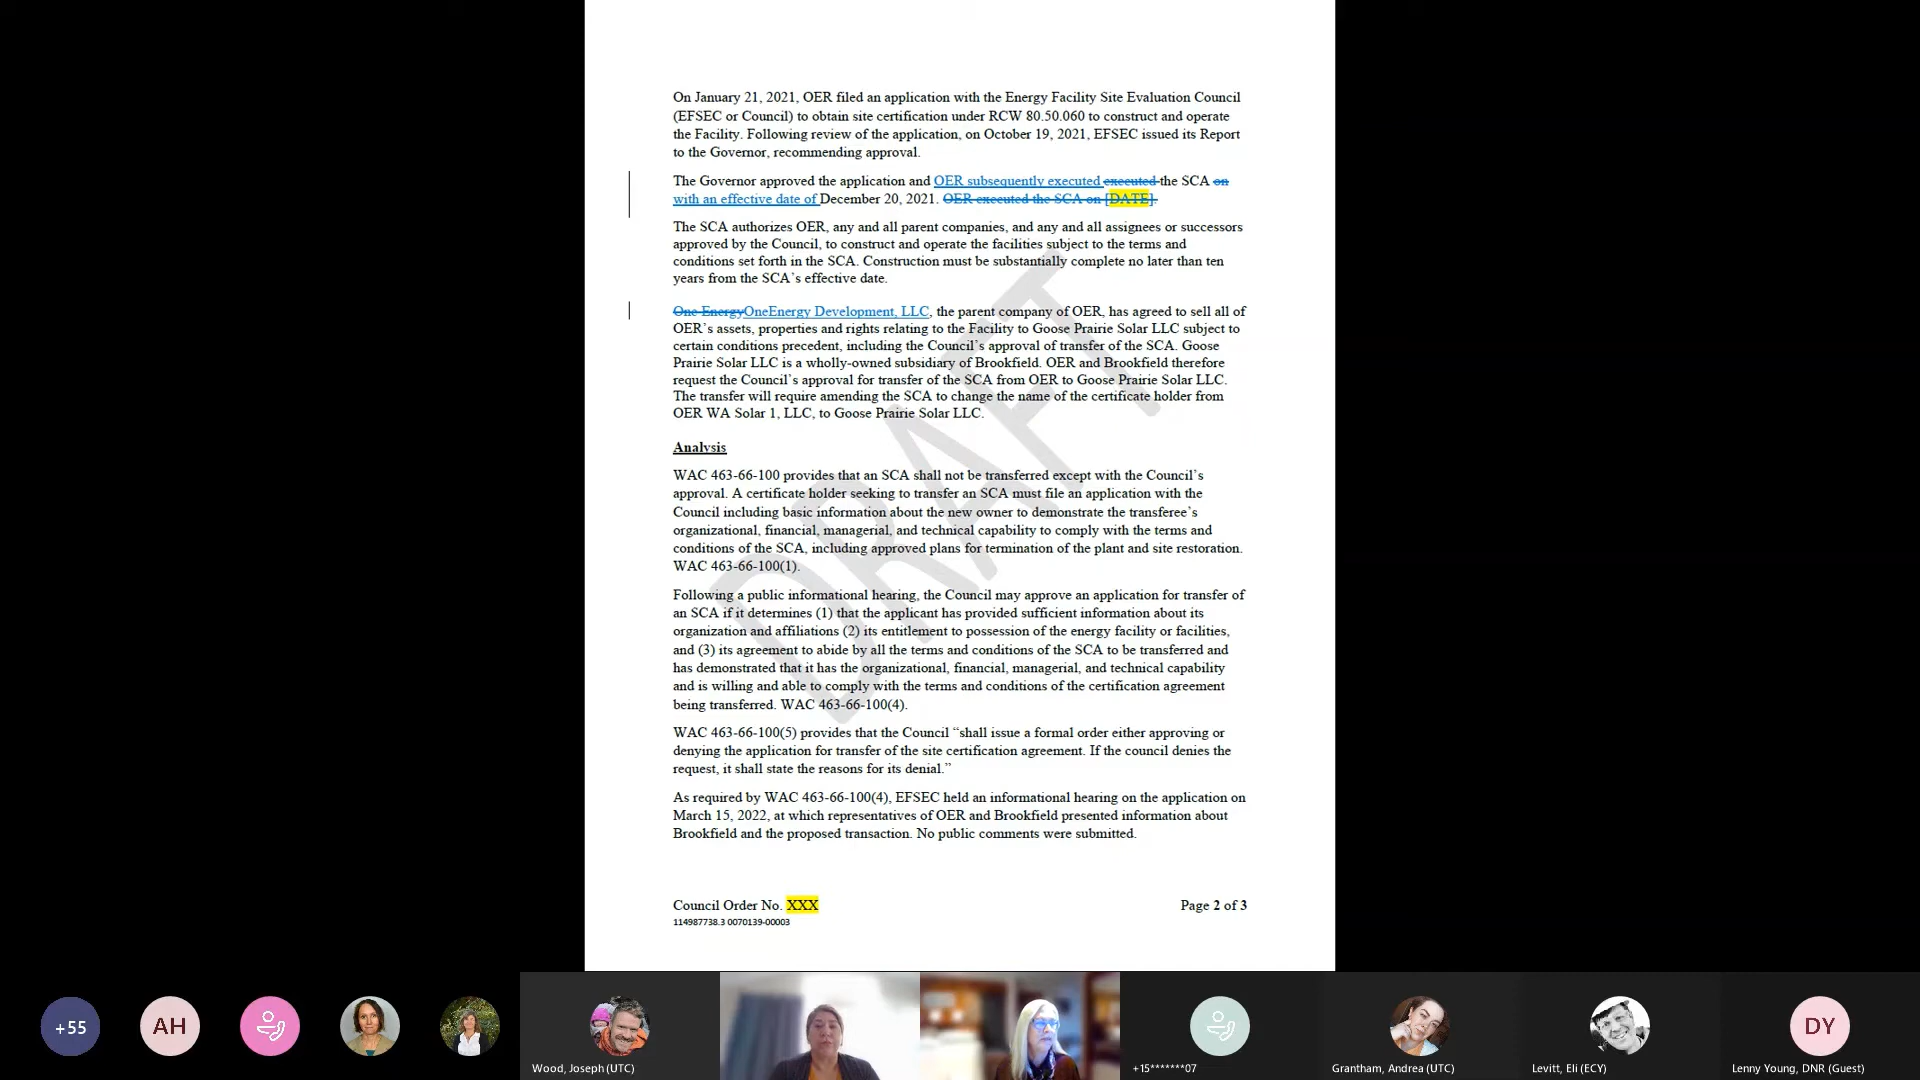 On January 21, 2021, OER filed an application with the Energy Facility Site Evaluation Council
(EFSEC or Council) to obtain site certification under RCW 80.50.060 to construct and operate
the Facility. Following review of the application, on October 19, 2021, EFSEC issued its Report
to the Governor, recommending approval.
The Governor approved the application and OER subsequently executed executed the SCA on
with an effective date of December 20, 2021. OER executed the SCA on [DATE].
The SCA authorizes OER, any and all parent companies, and any and all assignees or successors
approved by the Council, to construct and operate the facilities subject to the terms and
conditions set forth in the SCA. Construction must be substantially complete no later than ten
years from the SCA's effective date.
One EnergyOneEnergy Development, LLC, the parent company of OER, has agreed to sell all of
OER's assets, properties and rights relating to the Facility to Goose Prairie Solar LLC subject to
certain conditions precedent, including the Council's approval of transfer of the SCA. Goose
Prairie Solar LLC is a wholly-owned subsidiary of Brookfield. OER and Brookfield therefore
request the Council's approval for transfer of the SCA from OER to Goose Prairie Solar LLC.
The transfer will require amending the SCA to change the name of the certificate holder from
OER WA Solar 1, LLC, to Goose Prairie Solar LLC.
Analysis
WAC 463-66-100 provides that an SCA shall not be transferred except with the Council's
approval. A certificate holder seeking to transfer an SCA must file an application with the
Council including basic information about the new owner to demonstrate the transferee's
organizational, financial, managerial, and technical capability to comply with the terms and
conditions of the SCA, including approved plans for termination of the plant and site restoration.
WAC 463-66-100(1).
Following a public informational hearing, the Council may approve an application for transfer of
an SCA if it determines (1) that the applicant has provided sufficient information about its
organization and affiliations (2) its entitlement to possession of the energy facility or facilities,
and (3) its agreement to abide by all the terms and conditions of the SCA to be transferred and
has demonstrated that it has the organizational, financial, managerial, and technical capability
and is willing and able to comply with the terms and conditions of the certification agreement
being transferred. WAC 463-66-100(4).
WAC 463-66-100(5) provides that the Council “shall issue a formal order either approving or
denying the application for transfer of the site certification agreement. If the council denies the
request, it shall state the reasons for its denial.”
As required by WAC 463-66-100(4), EFSEC held an informational hearing on the application on
March 15, 2022, at which representatives of OER and Brookfield presented information about
Brookfield and the proposed transaction. No public comments were submitted.
DRAFT
Council Order No. XXX
Page 2 of 3
114987738.3 0070139-00003
+55
AH
DY
Wood, Joseph (UTC)
+15*******07
Grantham, Andrea (UTC)
Levitt, Eli (ECY)
Lenny Young, DNR (Guest)